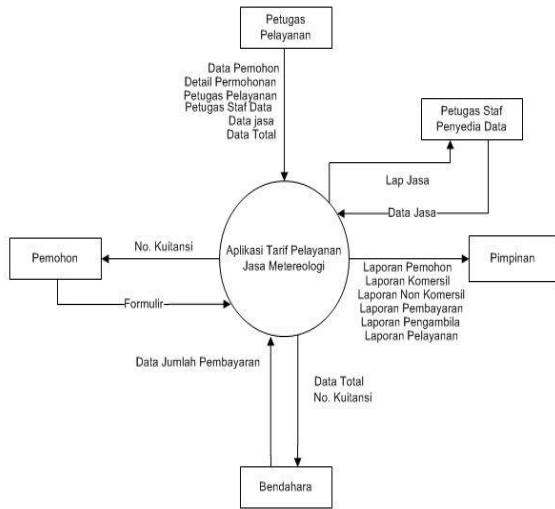 Petugas
Pelayanan
Data Pemohon
Detail Permohonan
Petugas Pelayanan
Petugas Staf Data
Data jasa
Data Total
Petugas Staf
Penyedia Data
Lap Jasa
Data Jasa
Aplikasi Tarif Pelayanan
Jasa Metereologi
No. Kuitansi
Pemohon
Formulir
Pimpinan
Laporan Pemohon
Laporan Komersil
Laporan Non Komersil
Laporan Pembayaran
Laporan Pengambila
Laporan Pelayanan
Data Jumlah Pembayaran
Data Total
No. Kuitansi
Bendahara